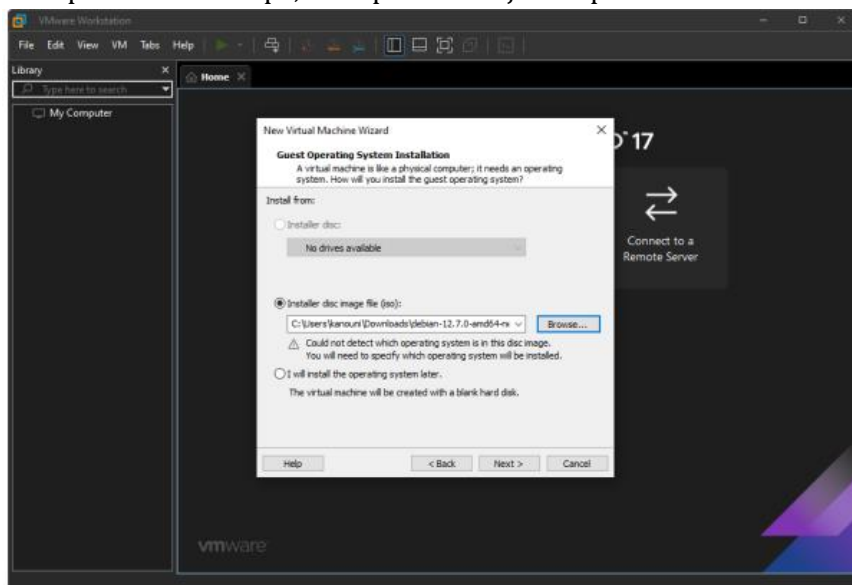 VMware Workstation
File Edit View VM Tabs Help
Library
Home
Type here to search
My Computer
New Virtual Machine Wizard
17
Guest Operating System Installation
A virtual machine is like a physical computer; it needs an operating
system. How will you install the guest operating system?
Install from:
Installer disc:
No drives available
Connect to a
Remote Server
Installer disc image file (iso):
C:\Users\kanouni\Downloads\debian-12.7.0-amd64-ne
Browse...
Could not detect which operating system is in this disc image.
You will need to specify which operating system will be installed.
I will install the operating system later.
The virtual machine will be created with a blank hard disk.
Help
< Back
Next >
Cancel
vmware